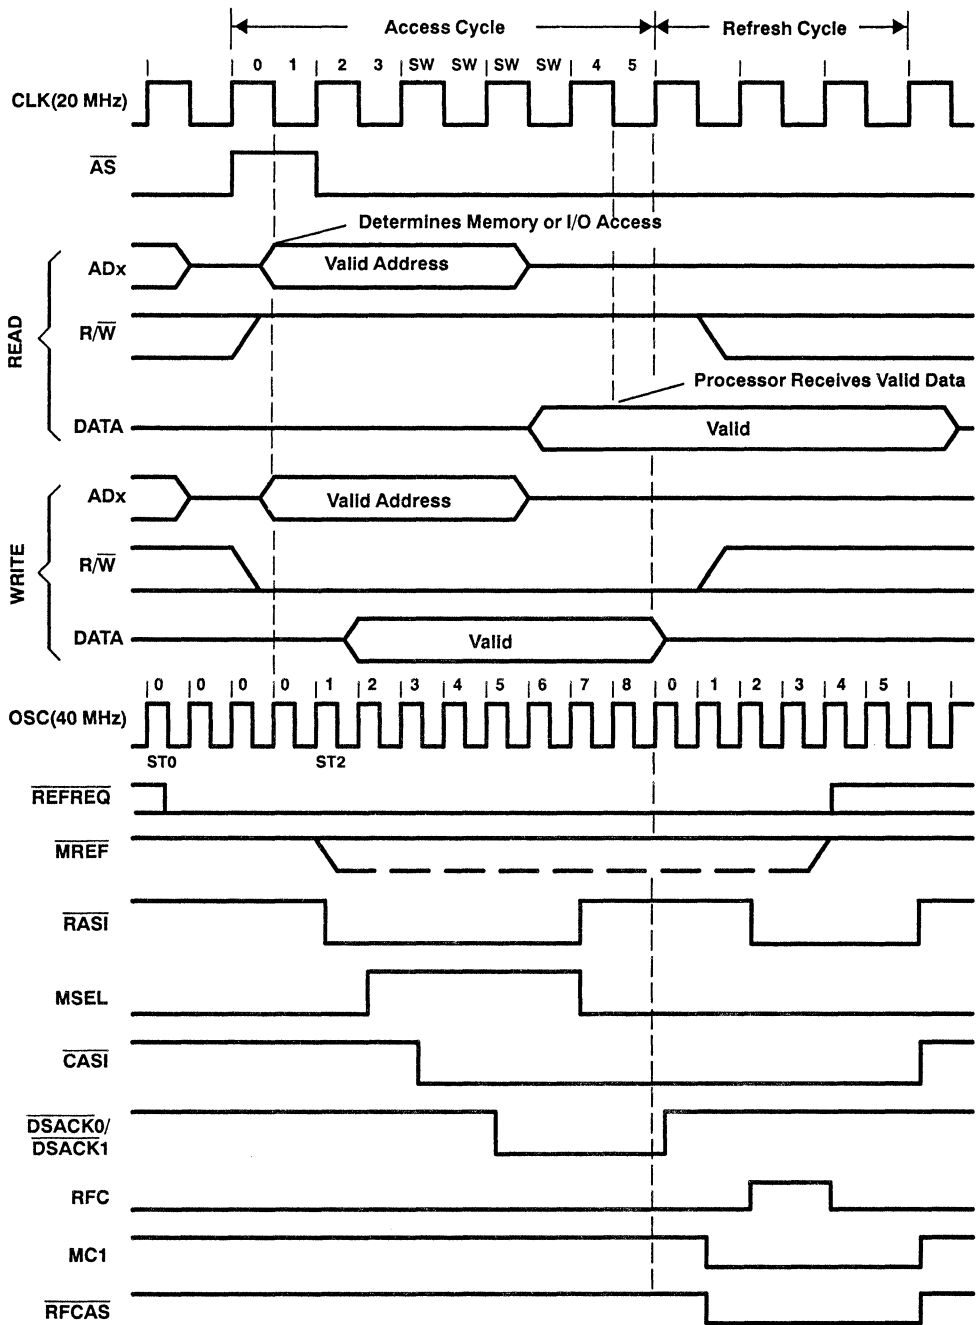 Access Cycle Refresh Cycle
0 1 2 3 SW SW SW SW 4 5
CLK(20 MHz)
AS
Determines Memory or I/O Access
READ
ADx Valid Address
R/W
Processor Receives Valid Data
DATA Valid
WRITE
ADx Valid Address
R/W
DATA Valid
0 0 0 0 1 2 3 4 5 6 7 8 0 1 2 3 4 5
OSC(40 MHz)
ST0 ST2
REFREQ
MREF
RASI
MSEL
CASI
DSACK0/
DSACK1
RFC
MC1
RFCAS